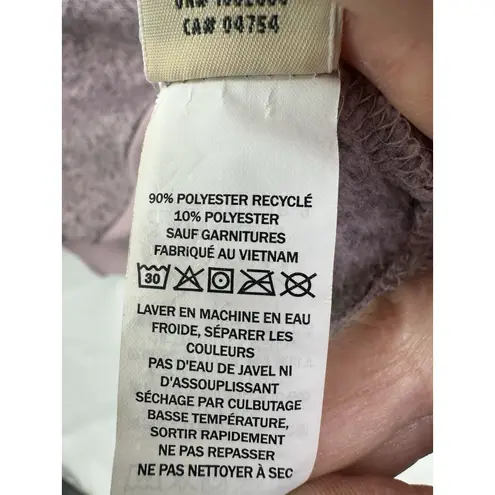 CA# 04754
90% POLYESTER RECYCLÉ
10% POLYESTER
SAUF GARNITURES
FABRIQUÉ AU VIETNAM
30
LAVER EN MACHINE EN EAU
FROIDE, SÉPARER LES
COULEURS
PAS D'EAU DE JAVEL NI
D'ASSOUPLISSANT
SÉCHAGE PAR CULBUTAGE
BASSE TEMPÉRATURE,
SORTIR RAPIDEMENT
NE PAS REPASSER
NE PAS NETTOYER À SEC